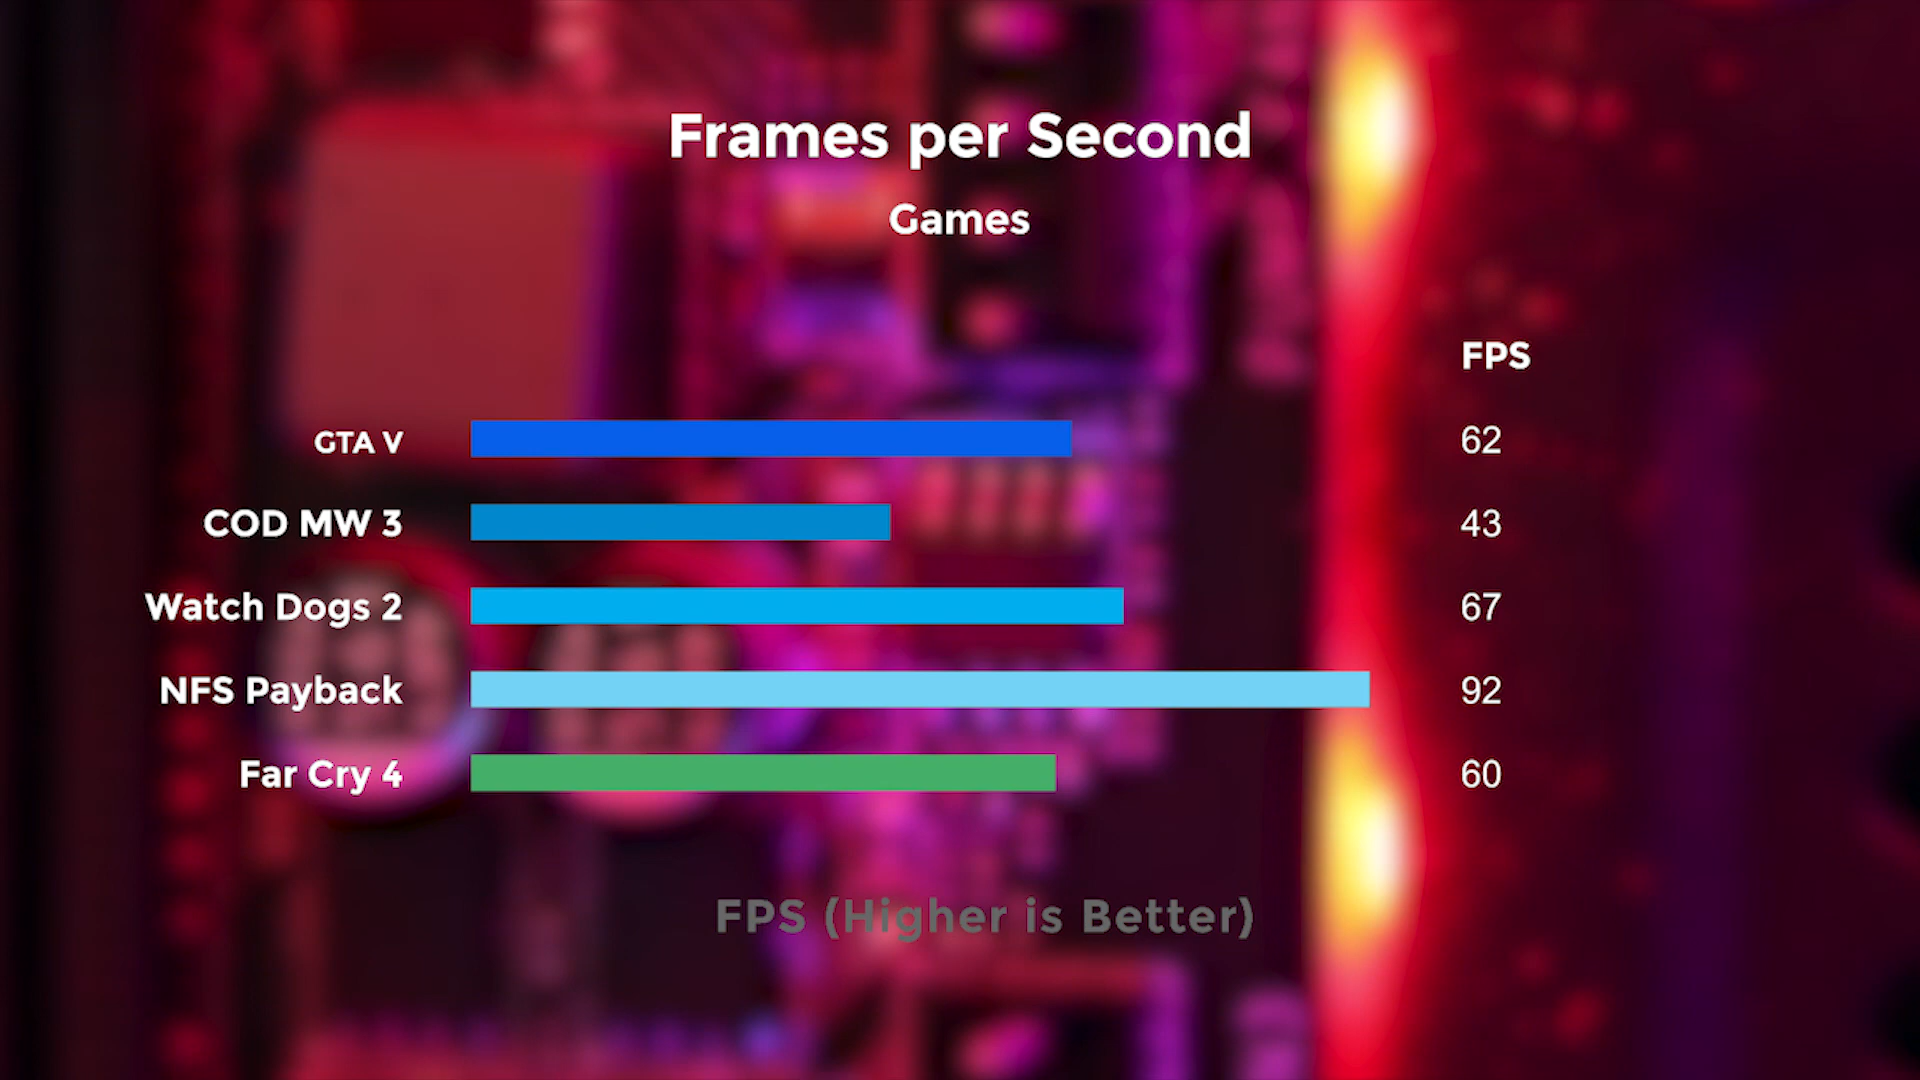 Frames per Second
Games
FPS
GTA V 62
COD MW 3 43
Watch Dogs 2 67
NFS Payback 92
Far Cry 4 60
FPS (Higher is Better)